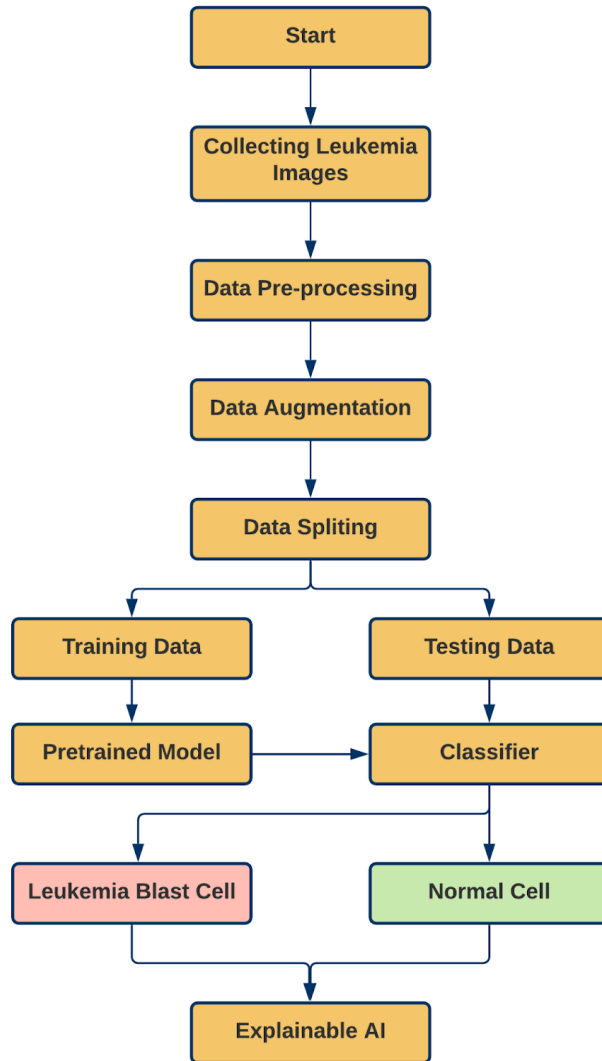 Start
Collecting Leukemia
Images
Data Pre-processing
Data Augmentation
Data Spliting
Training Data
Testing Data
Pretrained Model
Classifier
Leukemia Blast Cell
Normal Cell
Explainable AI